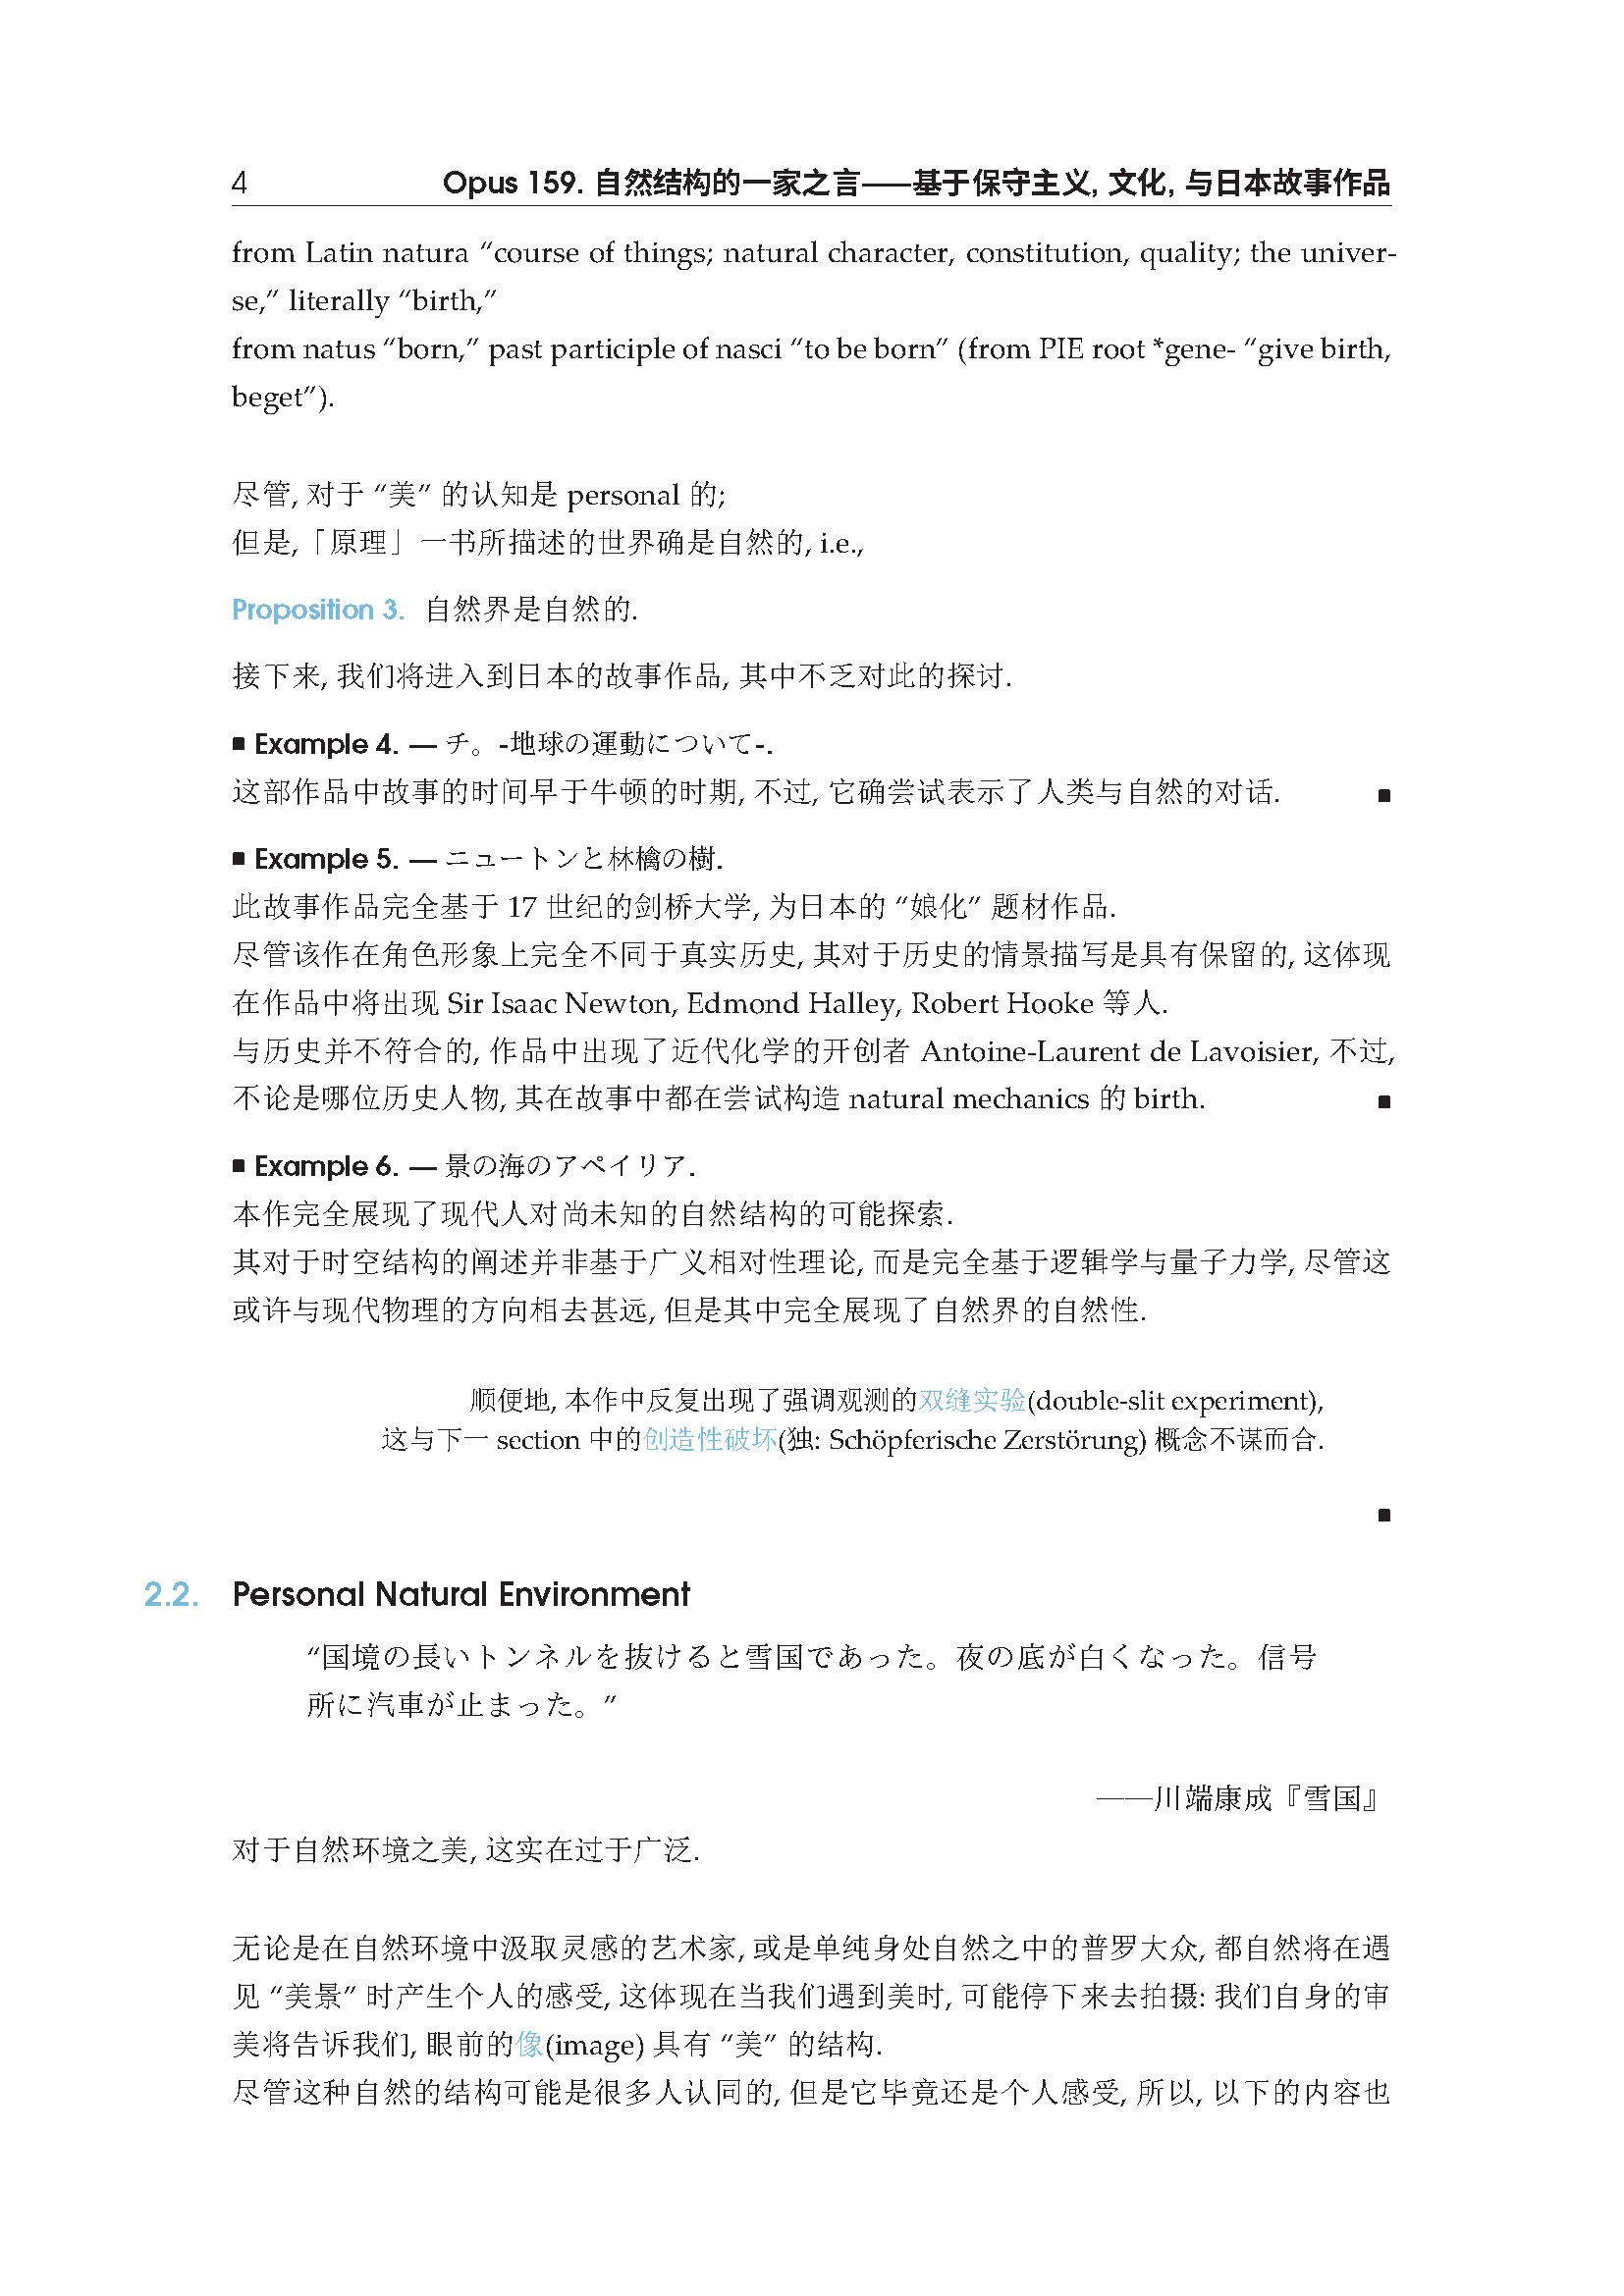 4
Opus 159. 自然结构的一家之言——基于保守主义, 文化, 与日本故事作品
from Latin natura “course of things; natural character, constitution, quality; the univer-
se,” literally “birth,”
from natus “born,” past participle of nasci “to be born” (from PIE root *gene- “give birth,
beget”).
尽管, 对于 “美” 的认知是 personal 的;
但是,「原理」一书所描述的世界确是自然的, i.e.,
Proposition 3. 自然界是自然的.
接下来, 我们将进入到日本的故事作品, 其中不乏对此的探讨.
■ Example 4. — チ。-地球の運動について-.
这部作品中故事的时间早于牛顿的时期, 不过, 它确尝试表示了人类与自然的对话. ■
■ Example 5. — ニュートンと林檎の樹.
此故事作品完全基于 17 世纪的剑桥大学, 为日本的 “娘化” 题材作品.
尽管该作在角色形象上完全不同于真实历史, 其对于历史的情景描写是具有保留的, 这体现
在作品中将出现 Sir Isaac Newton, Edmond Halley, Robert Hooke 等人.
与历史并不符合的, 作品中出现了近代化学的开创者 Antoine-Laurent de Lavoisier, 不过,
不论是哪位历史人物, 其在故事中都在尝试构造 natural mechanics 的 birth. ■
■ Example 6. — 景の海のアペイリア.
本作完全展现了现代人对尚未知的自然结构的可能探索.
其对于时空结构的阐述并非基于广义相对性理论, 而是完全基于逻辑学与量子力学, 尽管这
或许与现代物理的方向相去甚远, 但是其中完全展现了自然界的自然性.
顺便地, 本作中反复出现了强调观测的双缝实验(double-slit experiment),
这与下一 section 中的创造性破坏(独: Schöpferische Zerstörung) 概念不谋而合.
■
2.2. Personal Natural Environment
“国境の長いトンネルを抜けると雪国であった。夜の底が白くなった。信号
所に汽車が止まった。”
——川端康成『雪国』
对于自然环境之美, 这实在过于广泛.
无论是在自然环境中汲取灵感的艺术家, 或是单纯身处自然之中的普罗大众, 都自然将在遇
见 “美景” 时产生个人的感受, 这体现在当我们遇到美时, 可能停下来去拍摄: 我们自身的审
美将告诉我们, 眼前的像(image) 具有 “美” 的结构.
尽管这种自然的结构可能是很多人认同的, 但是它毕竟还是个人感受, 所以, 以下的内容也